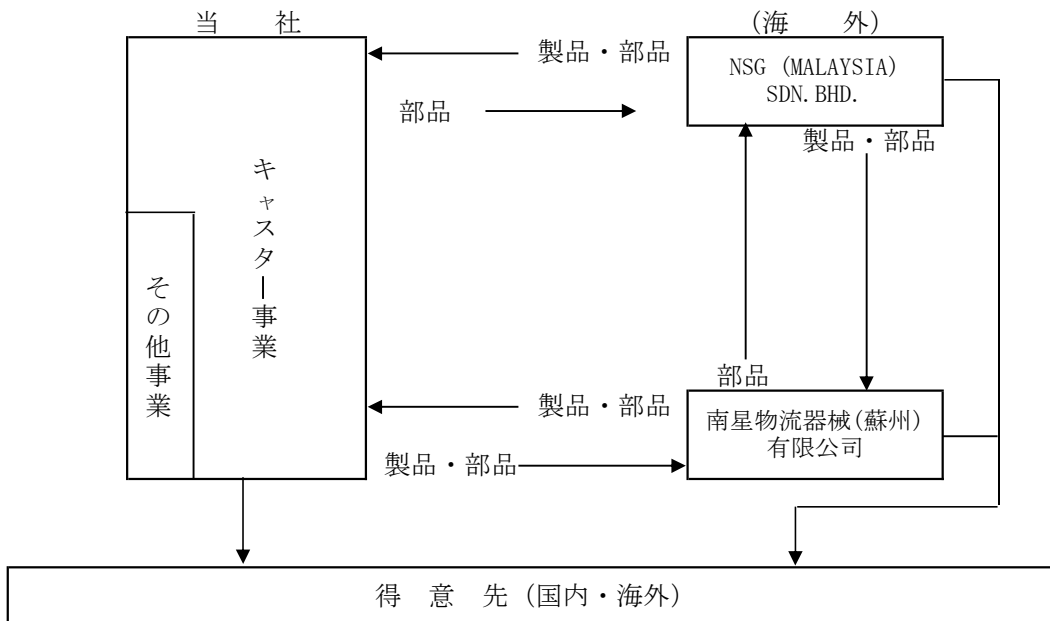 当　　社
(海　　外)
製品・部品
NSG (MALAYSIA)
SDN.BHD.
部品
製品・部品
キャスター事業
その他事業
部品
製品・部品
南星物流器械(蘇州)
有限公司
製品・部品
得　意　先 (国内・海外)